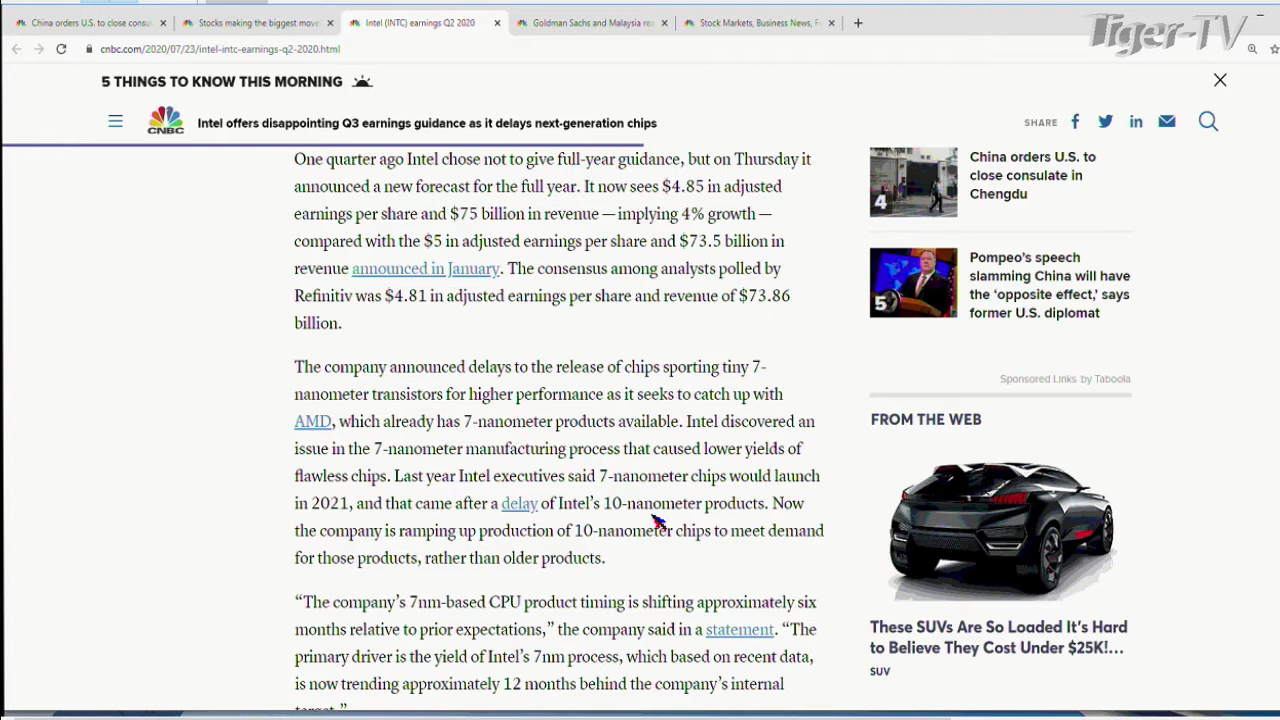 China orders U.S. to close consu
Stocks making the biggest move
Intel (INTC) earnings Q2 2020
Goldman Sachs and Malaysia re
Stock Markets, Business News, F
Tiger-TV
cnbc.com/2020/07/23/intel-intc-earnings-q2-2020.html
5 THINGS TO KNOW THIS MORNING
CNBC
Intel offers disappointing Q3 earnings guidance as it delays next-generation chips
SHARE
One quarter ago Intel chose not to give full-year guidance, but on Thursday it
announced a new forecast for the full year. It now sees $4.85 in adjusted
earnings per share and $75 billion in revenue — implying 4% growth —
compared with the $5 in adjusted earnings per share and $73.5 billion in
revenue announced in January. The consensus among analysts polled by
Refinitiv was $4.81 in adjusted earnings per share and revenue of $73.86
billion.
The company announced delays to the release of chips sporting tiny 7-
nanometer transistors for higher performance as it seeks to catch up with
AMD, which already has 7-nanometer products available. Intel discovered an
issue in the 7-nanometer manufacturing process that caused lower yields of
flawless chips. Last year Intel executives said 7-nanometer chips would launch
in 2021, and that came after a delay of Intel's 10-nanometer products. Now
the company is ramping up production of 10-nanometer chips to meet demand
for those products, rather than older products.
“The company's 7nm-based CPU product timing is shifting approximately six
months relative to prior expectations,” the company said in a statement. “The
primary driver is the yield of Intel's 7nm process, which based on recent data,
is now trending approximately 12 months behind the company's internal
target.”
4
China orders U.S. to
close consulate in
Chengdu
5
Pompeo's speech
slamming China will have
the ‘opposite effect,’ says
former U.S. diplomat
Sponsored Links by Taboola
FROM THE WEB
These SUVs Are So Loaded It's Hard
to Believe They Cost Under $25K!...
SUV